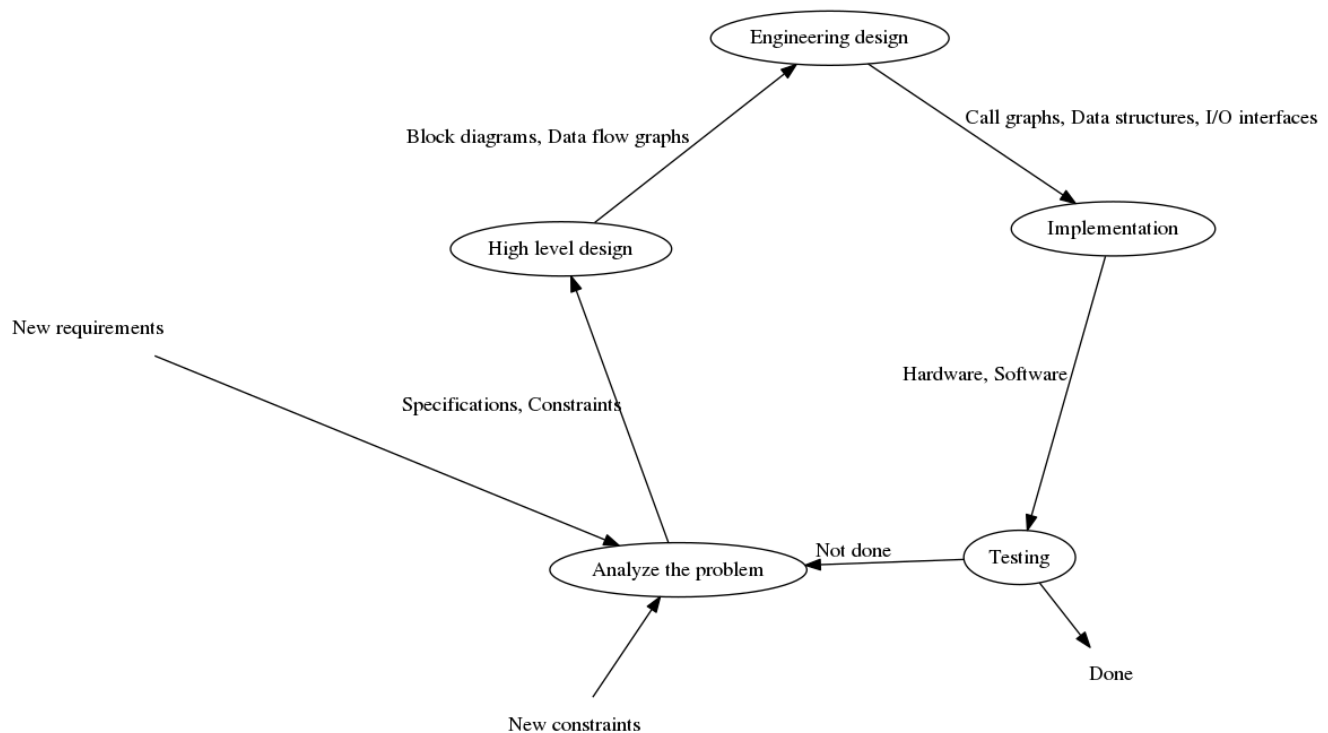 Engineering design
Call graphs, Data structures, I/O interfaces
Block diagrams, Data flow graphs
Implementation
High level design
New requirements
Hardware, Software
Specifications, Constraints
Not done
Testing
Analyze the problem
Done
New constraints